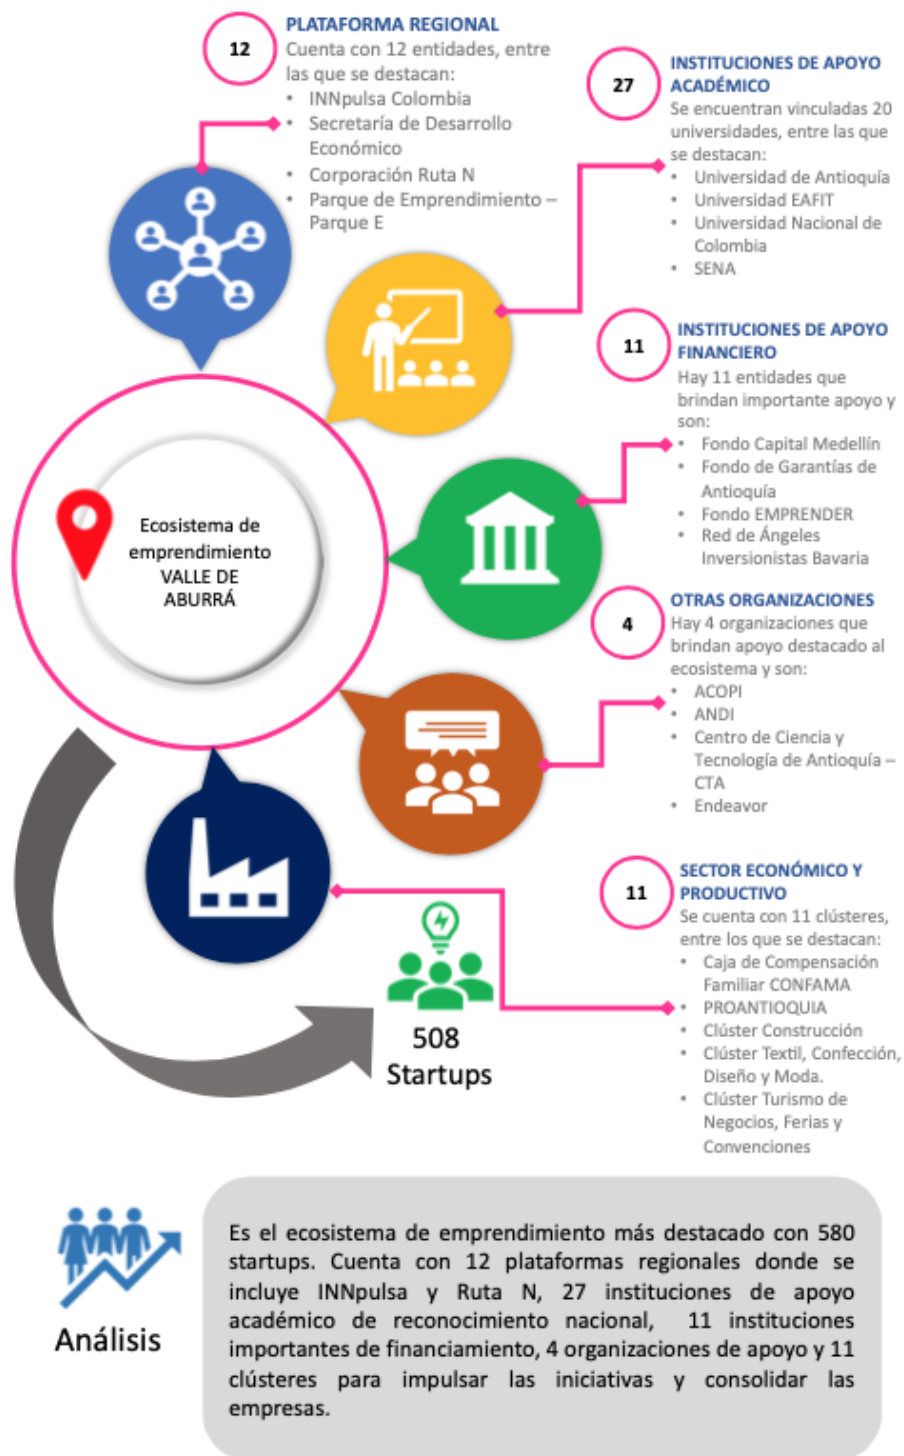 12
PLATAFORMA REGIONAL
Cuenta con 12 entidades, entre
las que se destacan:
• INNpulsa Colombia
• Secretaría de Desarrollo
Económico
• Corporación Ruta N
• Parque de Emprendimiento –
Parque E
27
INSTITUCIONES DE APOYO
ACADÉMICO
Se encuentran vinculadas 20
universidades, entre las que
se destacan:
• Universidad de Antioquía
• Universidad EAFIT
• Universidad Nacional de
Colombia
• SENA
11
INSTITUCIONES DE APOYO
FINANCIERO
Hay 11 entidades que
brindan importante apoyo y
son:
• Fondo Capital Medellín
• Fondo de Garantías de
Antioquía
• Fondo EMPRENDER
• Red de Ángeles
Inversionistas Bavaria
Ecosistema de
emprendimiento
VALLE DE
ABURRÁ
4
OTRAS ORGANIZACIONES
Hay 4 organizaciones que
brindan apoyo destacado al
ecosistema y son:
• ACOPI
• ANDI
• Centro de Ciencia y
Tecnología de Antioquía –
CTA
• Endeavor
11
SECTOR ECONÓMICO Y
PRODUCTIVO
Se cuenta con 11 clústeres,
entre los que se destacan:
• Caja de Compensación
Familiar CONFAMA
• PROANTIOQUIA
• Clúster Construcción
• Clúster Textil, Confección,
Diseño y Moda.
• Clúster Turismo de
Negocios, Ferias y
Convenciones
508
Startups
Análisis
Es el ecosistema de emprendimiento más destacado con 580
startups. Cuenta con 12 plataformas regionales donde se
incluye INNpulsa y Ruta N, 27 instituciones de apoyo
académico de reconocimiento nacional, 11 instituciones
importantes de financiamiento, 4 organizaciones de apoyo y 11
clústeres para impulsar las iniciativas y consolidar las
empresas.